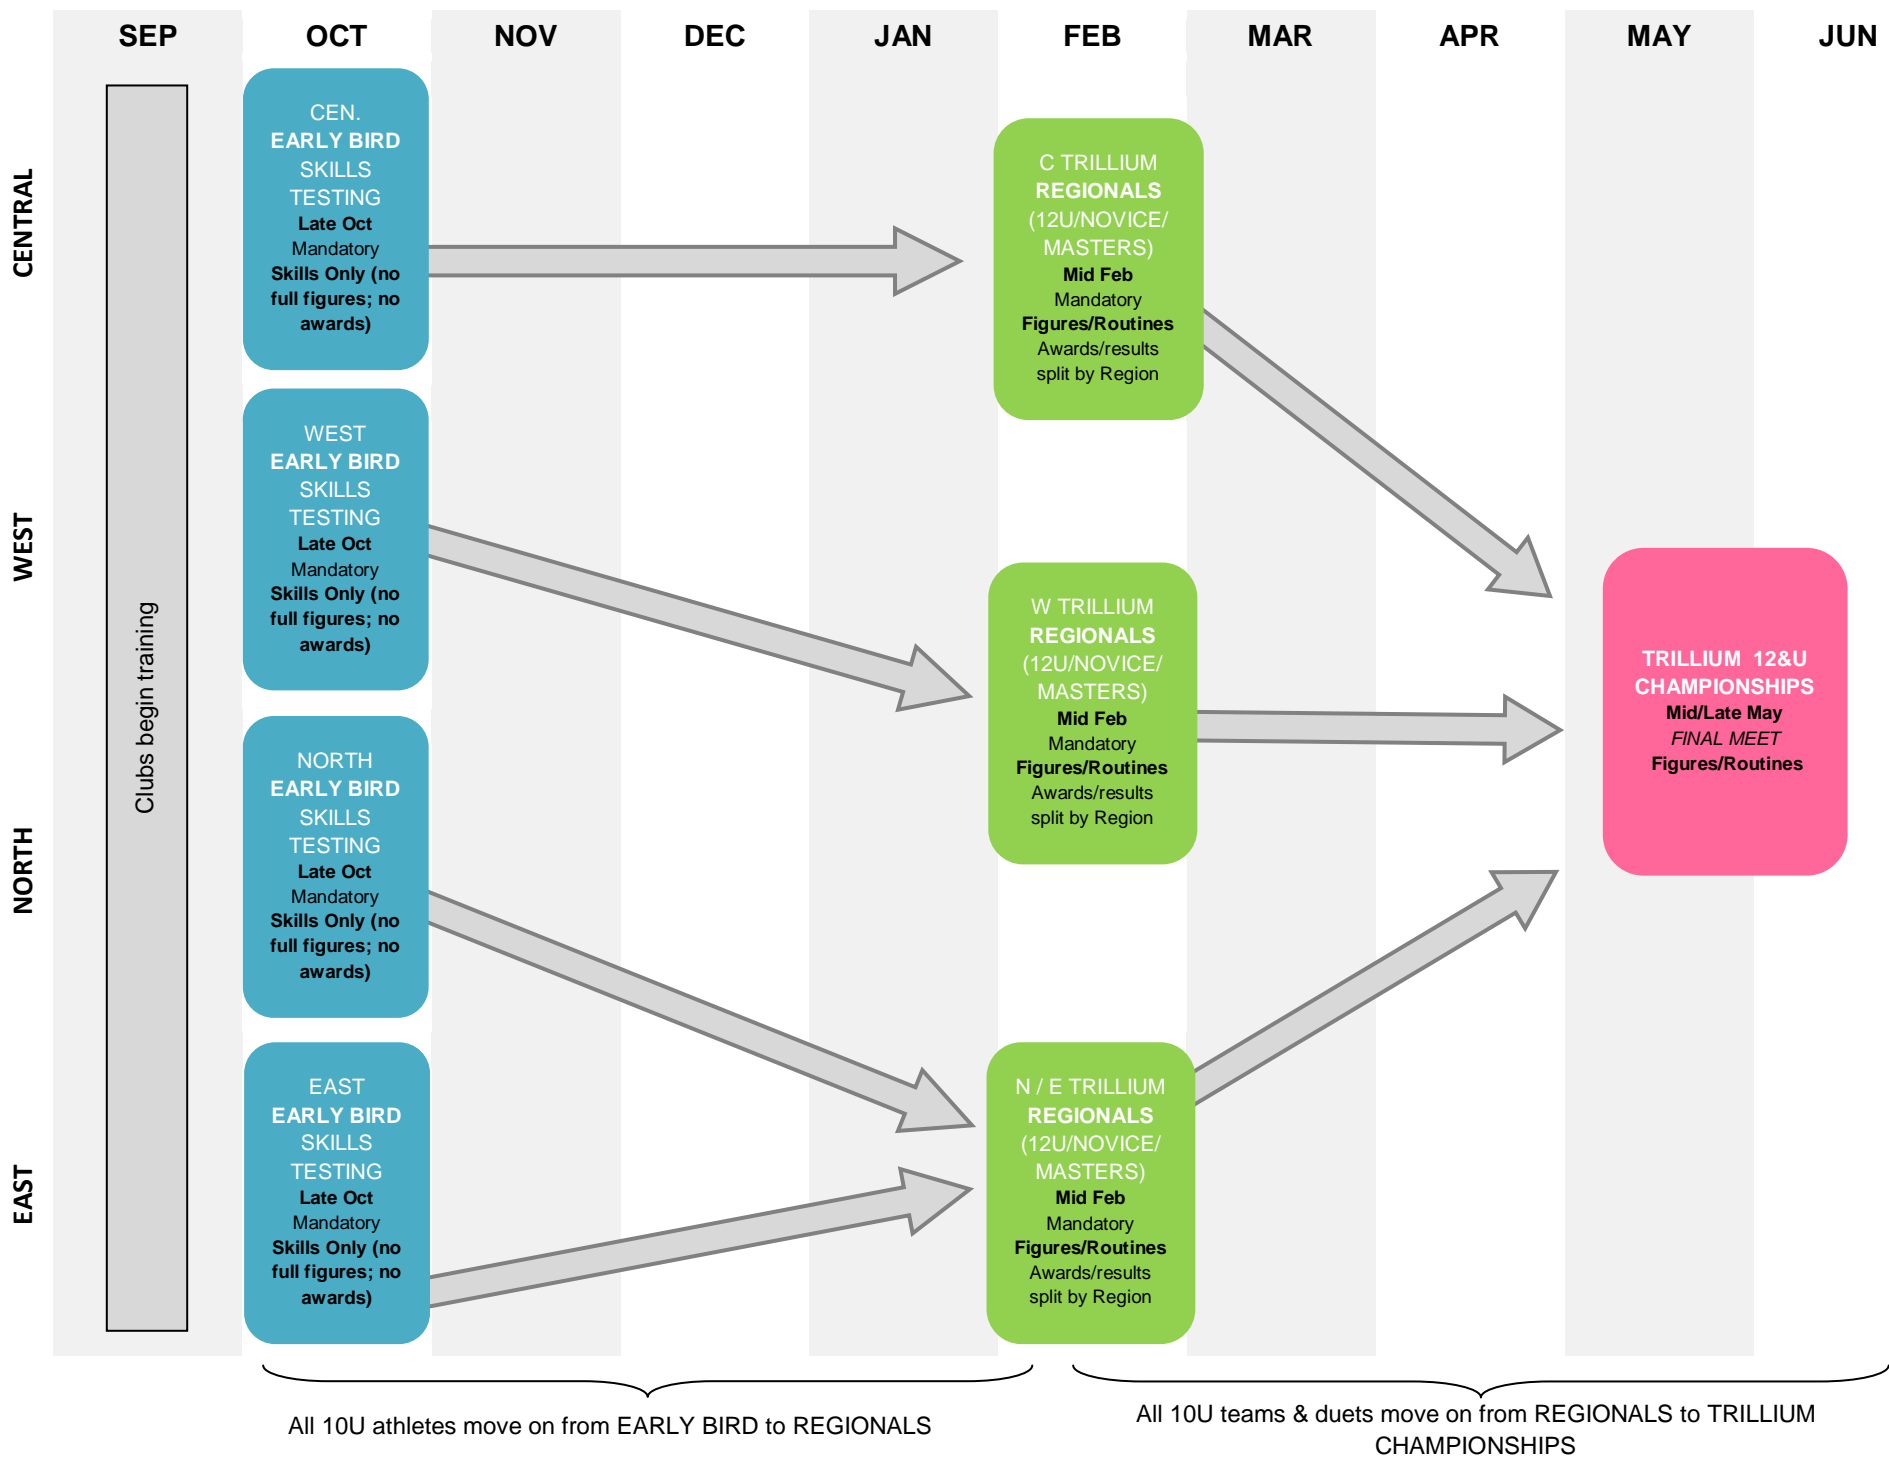 SEP OCT NOV DEC JAN FEB MAR APR MAY JUN
CENTRAL
WEST
NORTH
EAST
Clubs begin training
CEN.
EARLY BIRD
SKILLS
TESTING
Late Oct
Mandatory
Skills Only (no
full figures; no
awards)
WEST
EARLY BIRD
SKILLS
TESTING
Late Oct
Mandatory
Skills Only (no
full figures; no
awards)
NORTH
EARLY BIRD
SKILLS
TESTING
Late Oct
Mandatory
Skills Only (no
full figures; no
awards)
EAST
EARLY BIRD
SKILLS
TESTING
Late Oct
Mandatory
Skills Only (no
full figures; no
awards)
C TRILLIUM
REGIONALS
(12U/NOVICE/
MASTERS)
Mid Feb
Mandatory
Figures/Routines
Awards/results
split by Region
W TRILLIUM
REGIONALS
(12U/NOVICE/
MASTERS)
Mid Feb
Mandatory
Figures/Routines
Awards/results
split by Region
N / E TRILLIUM
REGIONALS
(12U/NOVICE/
MASTERS)
Mid Feb
Mandatory
Figures/Routines
Awards/results
split by Region
TRILLIUM 12&U
CHAMPIONSHIPS
Mid/Late May
FINAL MEET
Figures/Routines
All 10U athletes move on from EARLY BIRD to REGIONALS
All 10U teams & duets move on from REGIONALS to TRILLIUM
CHAMPIONSHIPS